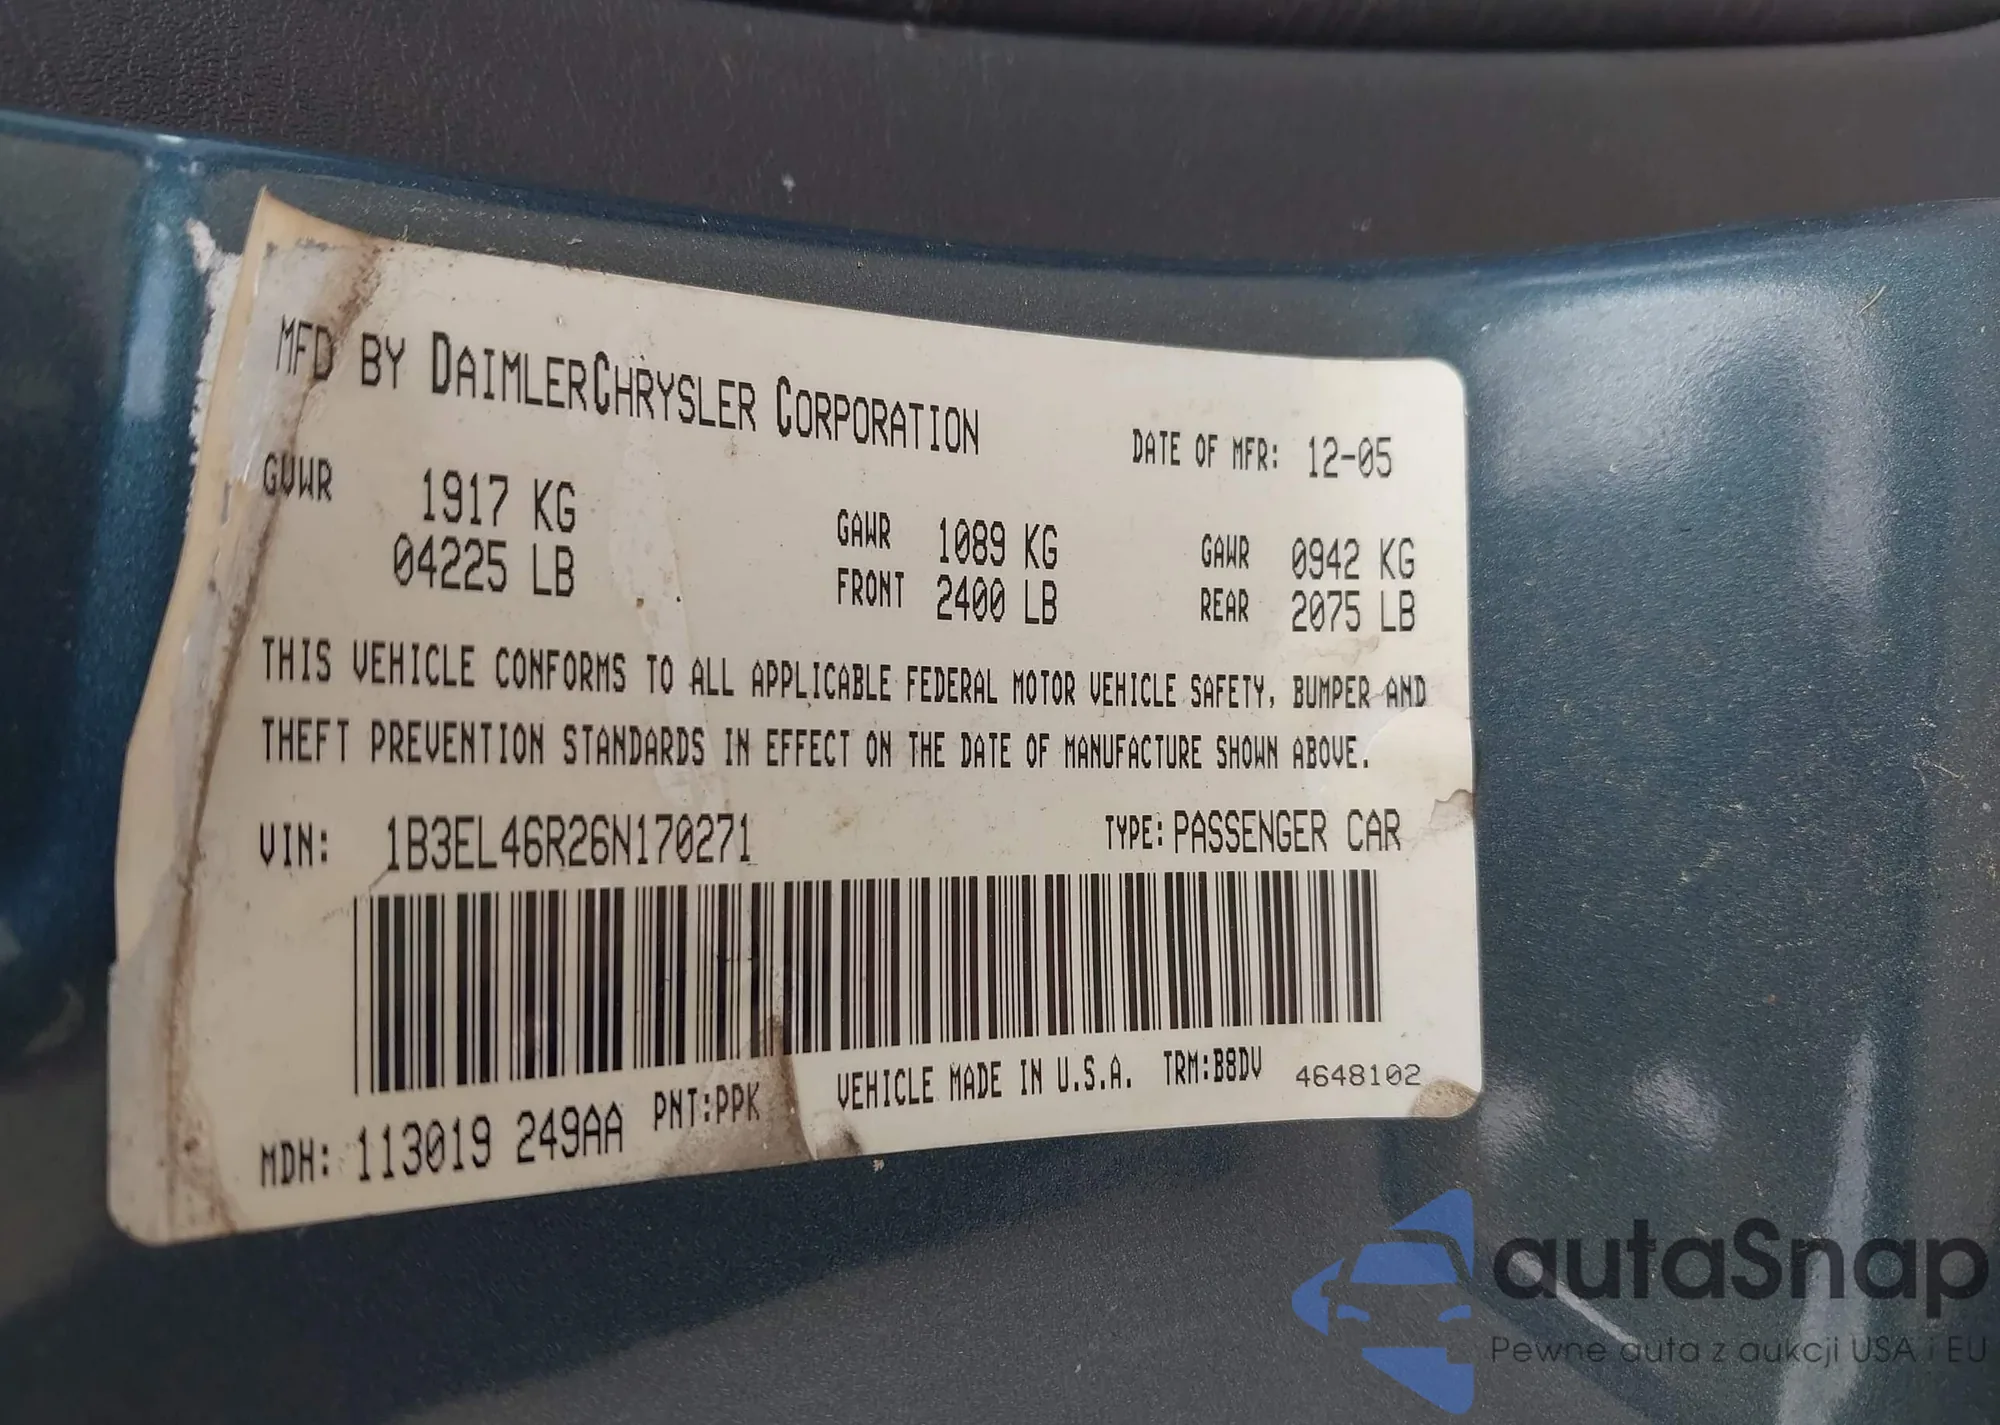 MFD BY DAIMLERCHRYSLER CORPORATION
DATE OF MFR: 12-05
GVWR 1917 KG
04225 LB
GAWR 1089 KG
FRONT 2400 LB
GAWR 0942 KG
REAR 2075 LB
THIS VEHICLE CONFORMS TO ALL APPLICABLE FEDERAL MOTOR VEHICLE SAFETY, BUMPER AND
THEFT PREVENTION STANDARDS IN EFFECT ON THE DATE OF MANUFACTURE SHOWN ABOVE.
VIN: 1B3EL46R26N170271 TYPE: PASSENGER CAR
MDH: 113019 249AA PNT:PPK VEHICLE MADE IN U.S.A. TRM:B8DV 4648102
autaSnap
Pewne auta z aukcji USA i EU